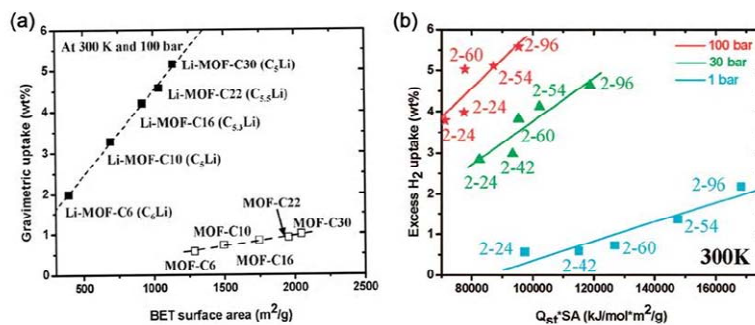 (a)
At 300 K and 100 bar
Li-MOF-C30 (C5Li)
Li-MOF-C22 (C5.5Li)
Li-MOF-C16 (C5.3Li)
Li-MOF-C10 (C5Li)
Li-MOF-C6 (C6Li)
MOF-C22
MOF-C10
MOF-C30
MOF-C6
MOF-C16
Gravimetric uptake (wt%)
6
5
4
3
2
1
0
500 1000 1500 2000 2500
BET surface area (m²/g)
(b)
100 bar
30 bar
1 bar
2-60
2-96
2-54
2-24
2-24
2-54
2-96
2-60
2-42
2-24
2-96
2-54
2-24
2-42
2-60
300K
Excess H2 uptake (wt%)
6
5
4
3
2
1
0
80000 100000 120000 140000 160000
Qst*SA (kJ/mol*m²/g)